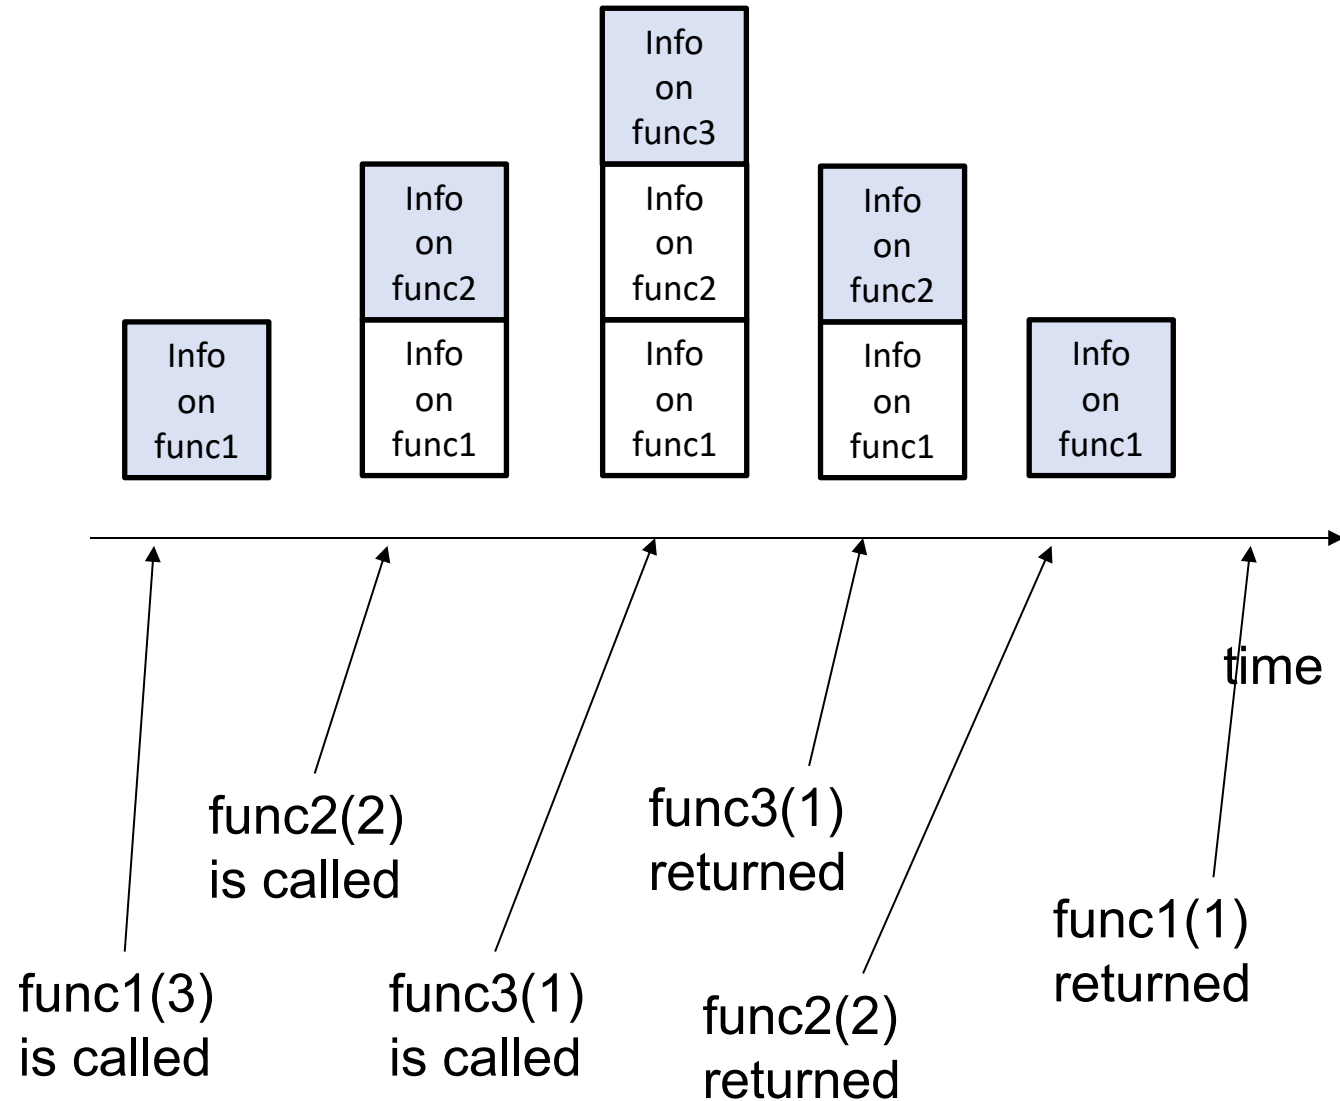 Info
on
func1
Info
on
func2
Info
on
func1
Info
on
func3
Info
on
func2
Info
on
func1
Info
on
func2
Info
on
func1
Info
on
func1
time
func1(3)
is called
func2(2)
is called
func3(1)
is called
func3(1)
returned
func2(2)
returned
func1(1)
returned